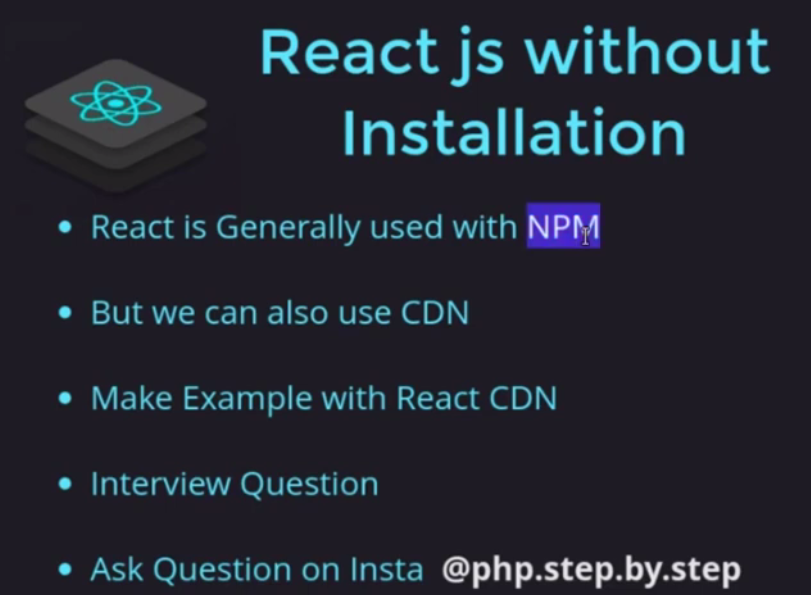 React js without
Installation
React is Generally used with NPM
But we can also use CDN
Make Example with React CDN
Interview Question
Ask Question on Insta @php.step.by.step